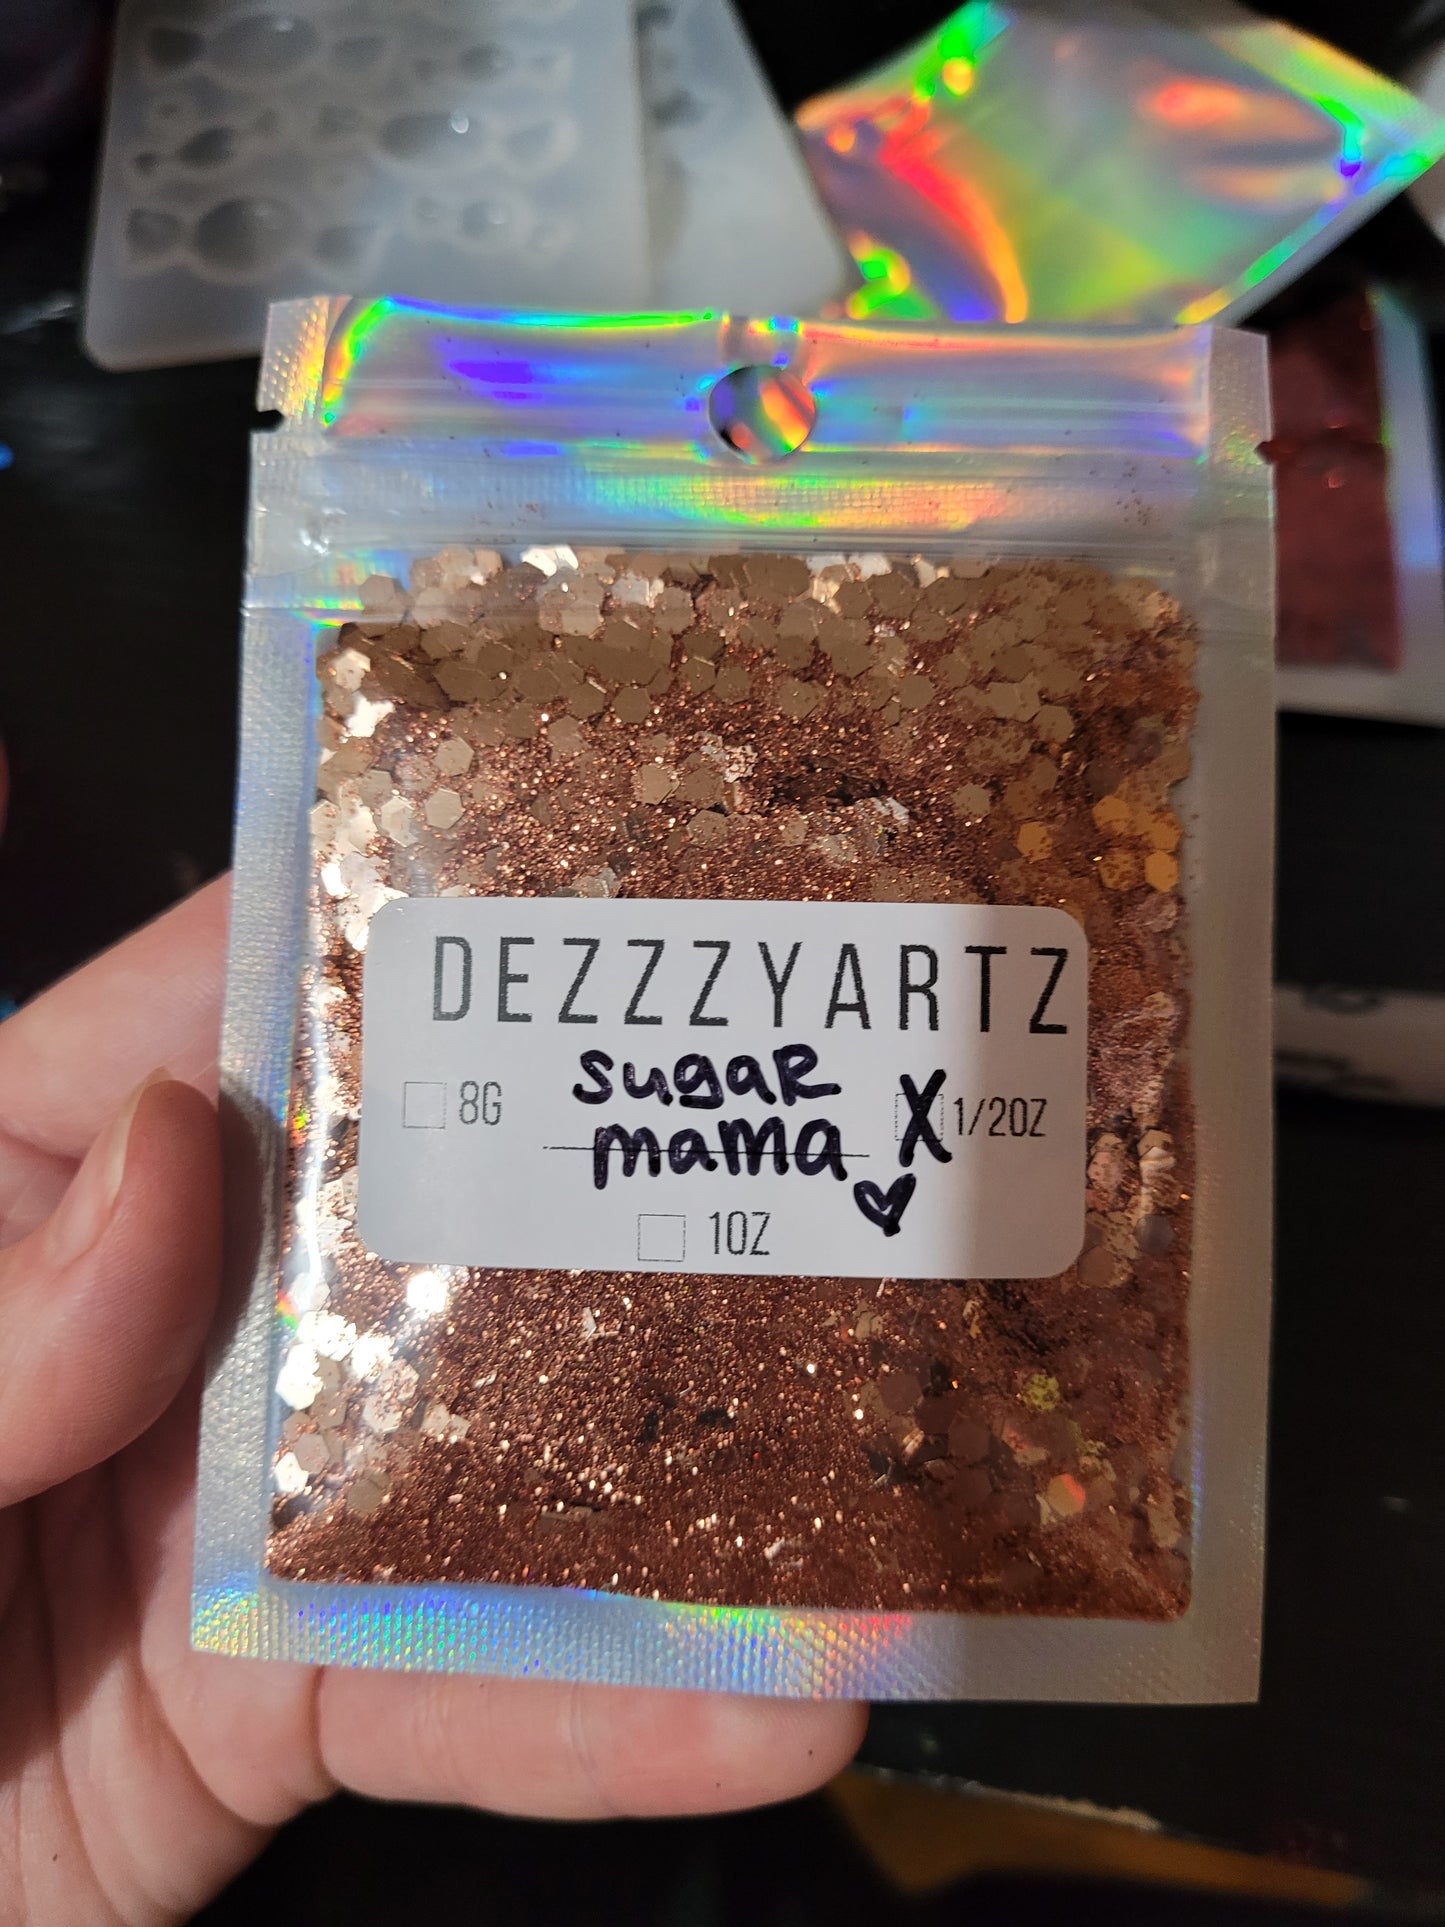 DEZZZYARTZ
8G
sugar
mama
X 1/2OZ
1OZ